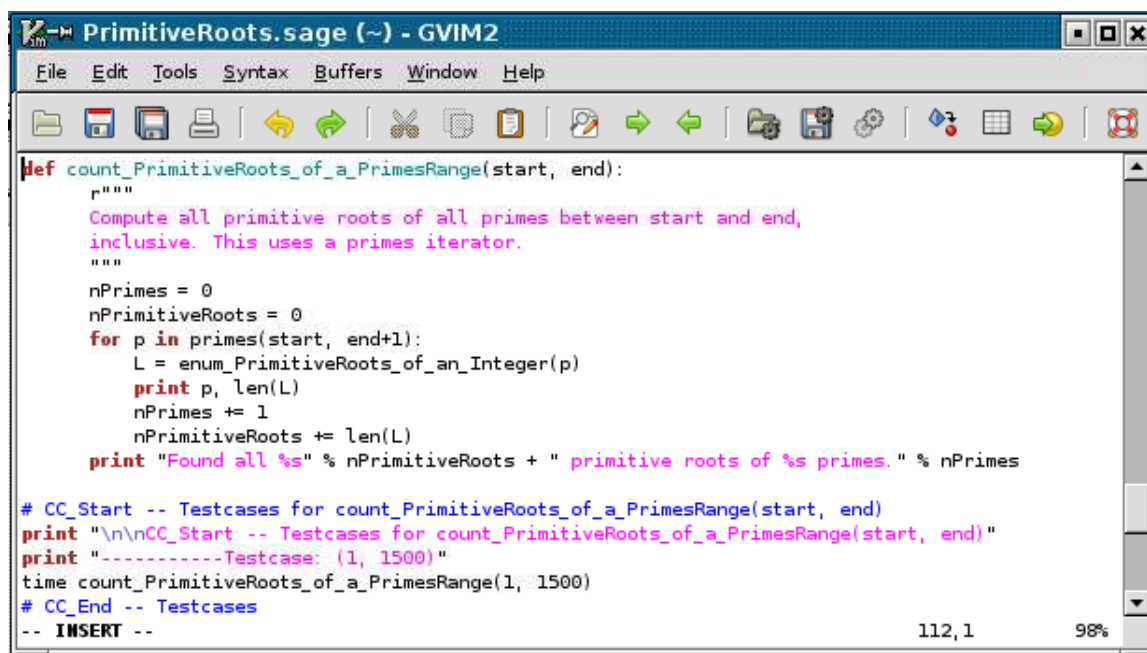 PrimitiveRoots.sage (~) - GVIM2
File Edit Tools Syntax Buffers Window Help
def count_PrimitiveRoots_of_a_PrimesRange(start, end):
r"""
Compute all primitive roots of all primes between start and end,
inclusive. This uses a primes iterator.
"""
nPrimes = 0
nPrimitiveRoots = 0
for p in primes(start, end+1):
L = enum_PrimitiveRoots_of_an_Integer(p)
print p, len(L)
nPrimes += 1
nPrimitiveRoots += len(L)
print "Found all %s" % nPrimitiveRoots + " primitive roots of %s primes." % nPrimes
# CC_Start -- Testcases for count_PrimitiveRoots_of_a_PrimesRange(start, end)
print "\n\nCC_Start -- Testcases for count_PrimitiveRoots_of_a_PrimesRange(start, end)"
print "-----------Testcase: (1, 1500)"
time count_PrimitiveRoots_of_a_PrimesRange(1, 1500)
# CC_End -- Testcases
-- INSERT -- 112,1 98%